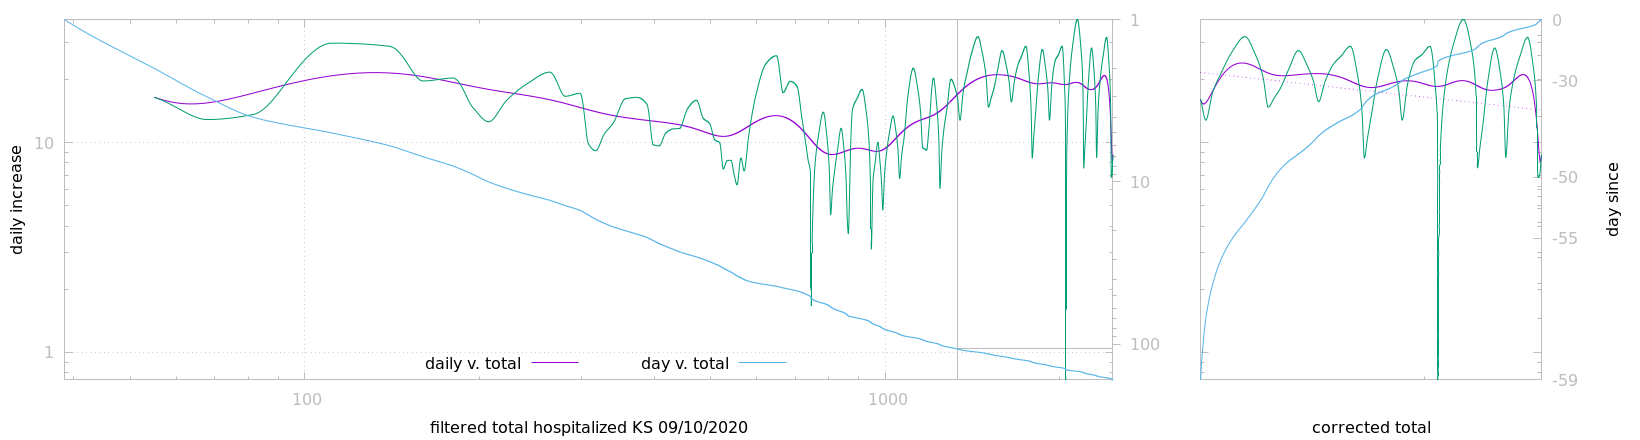 1
0
10
-30
daily increase
10
-50
day since
-55
1
daily v. total
day v. total
100
-59
100
1000
filtered total hospitalized KS 09/10/2020
corrected total